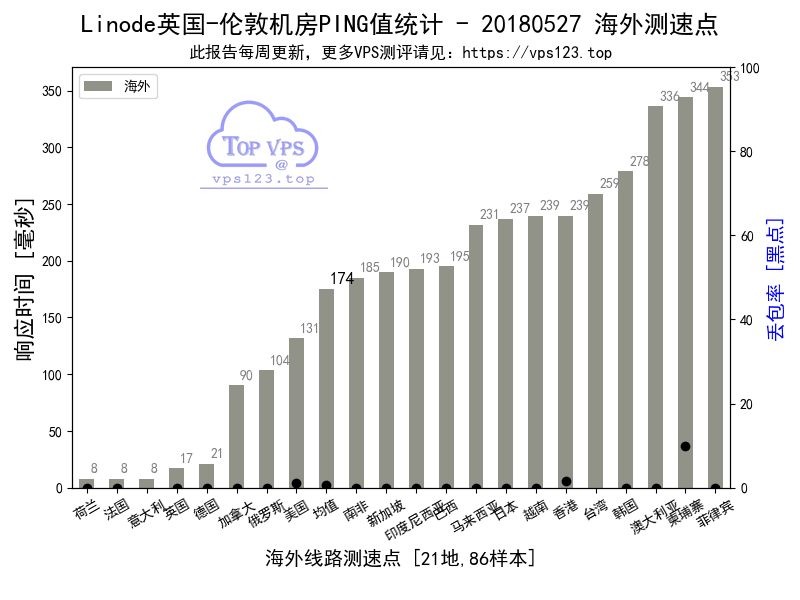 Linode英国-伦敦机房PING值统计 - 20180527 海外测速点
此报告每周更新，更多VPS测评请见：https://vps123.top
海外
TOP VPS
@
vps123.top
响应时间 [毫秒]
350
300
250
200
150
100
50
0
8
8
8
17
21
90
104
131
174
185
190
193
195
231
237
239
239
259
278
336
344
353
100
80
60
40
20
0
丢包率 [黑点]
荷兰
法国
意大利
英国
德国
加拿大
俄罗斯
美国
均值
南非
新加坡
印度尼西亚
巴西
马来西亚
日本
越南
香港
台湾
韩国
澳大利亚
柬埔寨
菲律宾
海外线路测速点 [21地,86样本]